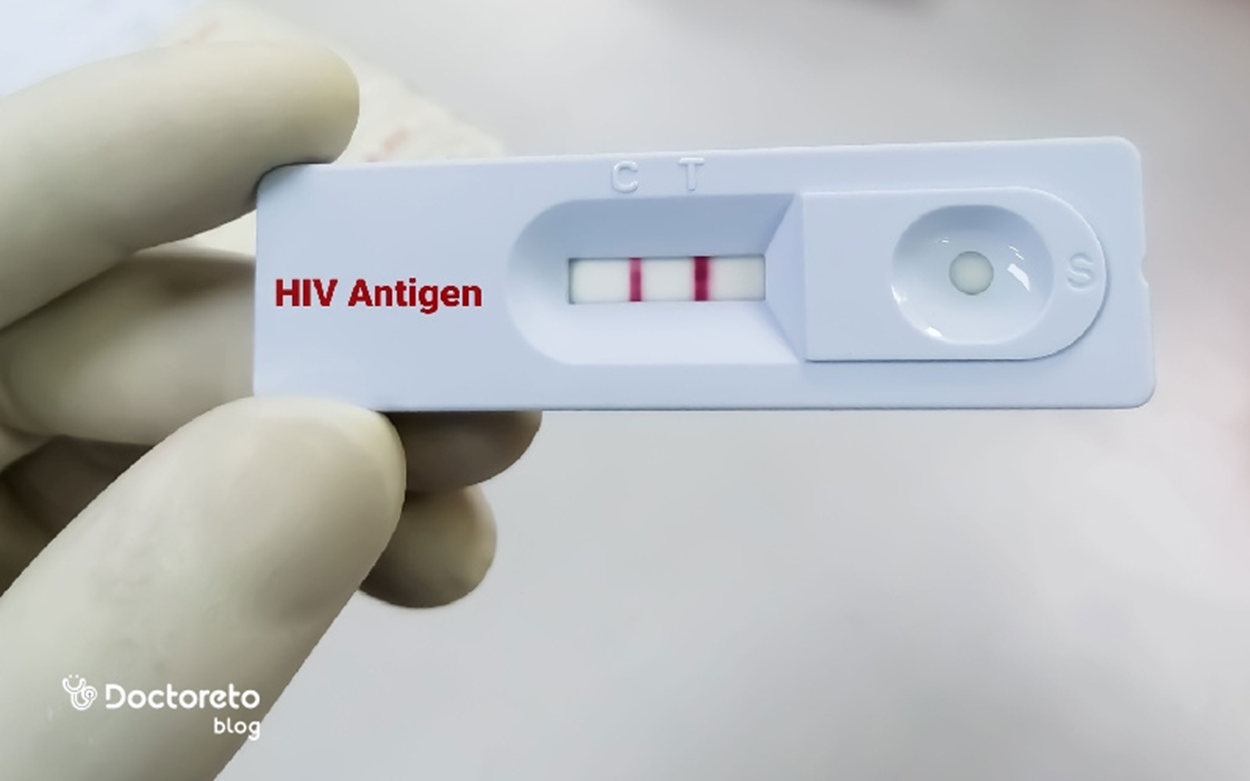 C T
HIV Antigen
S
Doctoreto
blog